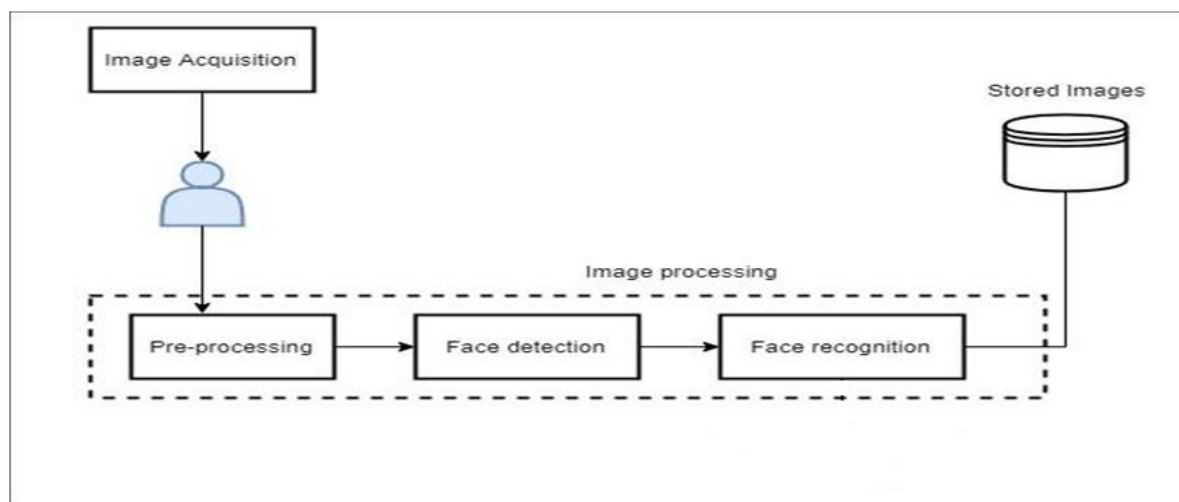 Image Acquisition
Stored Images
Image processing
Pre-processing
Face detection
Face recognition